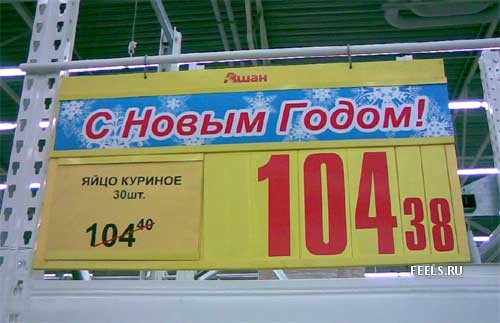 Ашан
С Новым Годом!
ЯЙЦО КУРИНОЕ
30шт.
104 40
104 38
FEELS.RU